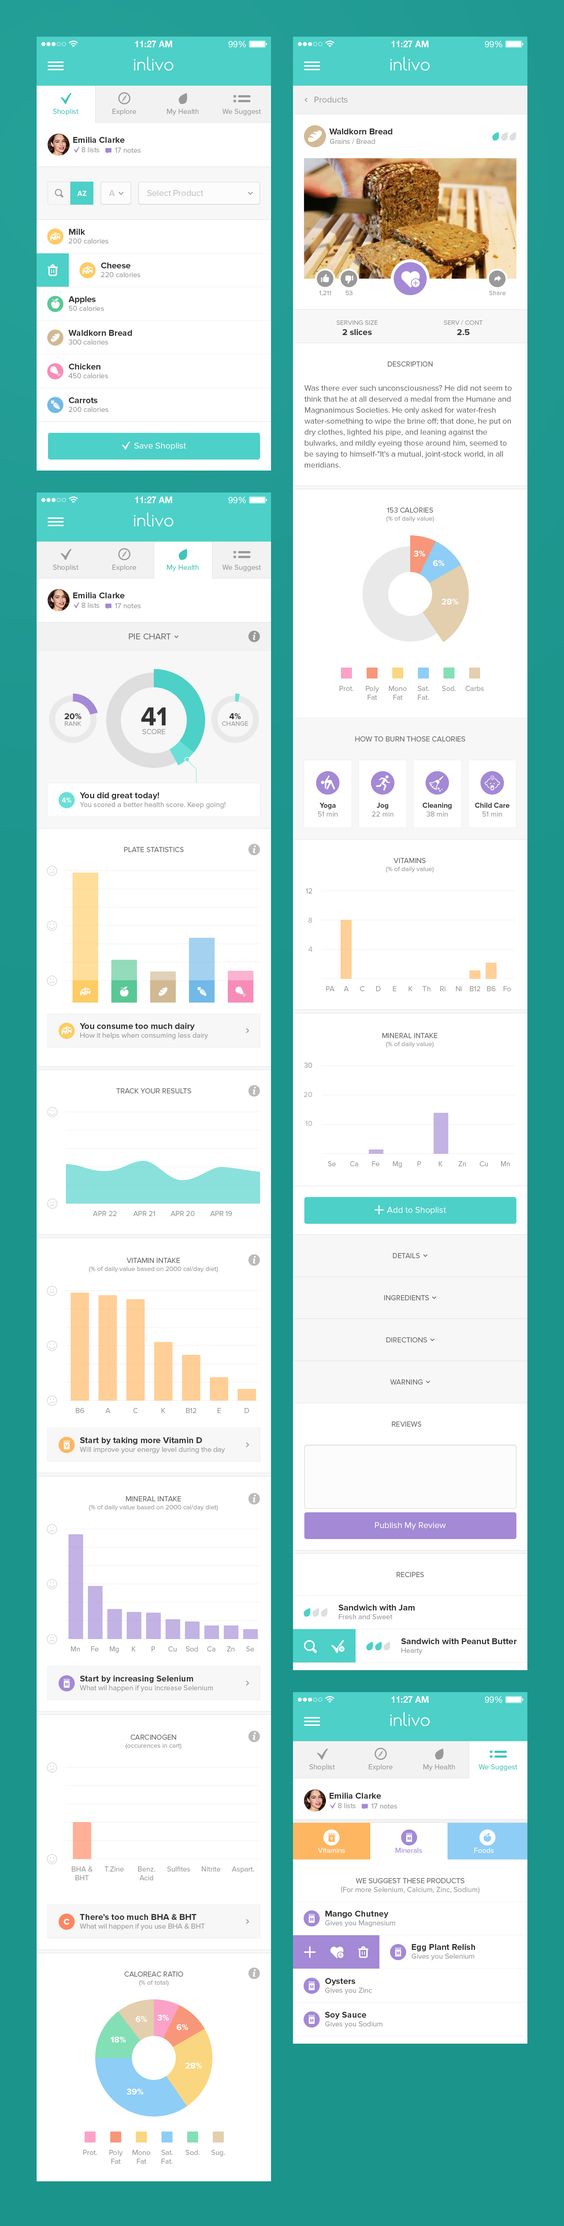 11:27 AM
99%
inlivo
Shoplist
Explore
My Health
We Suggest
Emilia Clarke
8 lists
17 notes
AZ
A
Select Product
Milk
200 calories
Cheese
220 calories
Apples
50 calories
Waldkorn Bread
300 calories
Chicken
450 calories
Carrots
200 calories
Save Shoplist
11:27 AM
99%
inlivo
Shoplist
Explore
My Health
We Suggest
Emilia Clarke
8 lists
17 notes
PIE CHART
i
20%
RANK
41
SCORE
4%
CHANGE
4%
You did great today!
You scored a better health score. Keep going!
PLATE STATISTICS
i
You consume too much dairy
How it helps when consuming less dairy
TRACK YOUR RESULTS
i
APR 22
APR 21
APR 20
APR 19
VITAMIN INTAKE
i
(% of daily value based on 2000 cal/day diet)
B6
A
C
K
B12
E
D
Start by taking more Vitamin D
Will improve your energy level during the day
MINERAL INTAKE
i
(% of daily value based on 2000 cal/day diet)
Mn
Fe
Mg
K
P
Cu
Sod
Ca
Zn
Se
Start by increasing Selenium
What wil happen if you increase Selenium
CARCINOGEN
i
(occurences in cart)
BHA &
BHT
T.Zine
Benz.
Acid
Sulfites
Nitrite
Aspart.
C
There's too much BHA & BHT
What wil happen if you use BHA & BHT
CALOREAC RATIO
i
(% of total)
3%
6%
28%
39%
18%
6%
Prot.
Poly
Fat
Mono
Fat
Sat.
Fat.
Sod.
Sug.
11:27 AM
99%
inlivo
Products
Waldkorn Bread
Grains / Bread
1,211
53
Share
SERVING SIZE
2 slices
SERV / CONT
2.5
DESCRIPTION
Was there ever such unconsciousness? He did not seem to
think that he at all deserved a medal from the Humane and
Magnanimous Societies. He only asked for water-fresh
water-something to wipe the brine off; that done, he put on
dry clothes, lighted his pipe, and leaning against the
bulwarks, and mildly eyeing those around him, seemed to
be saying to himself-"It's a mutual, joint-stock world, in all
meridians.
153 CALORIES
(% of daily value)
3%
6%
28%
Prot.
Poly
Fat
Mono
Fat
Sat.
Fat.
Sod.
Carbs
HOW TO BURN THOSE CALORIES
Yoga
51 min
Jog
22 min
Cleaning
38 min
Child Care
51 min
VITAMINS
(% of daily value)
12
8
4
PA
A
C
D
E
K
Th
Ri
Ni
B12
B6
Fo
MINERAL INTAKE
(% of daily value)
30
20
10
Se
Ca
Fe
Mg
P
K
Zn
Cu
Mn
Add to Shoplist
DETAILS
INGREDIENTS
DIRECTIONS
WARNING
REVIEWS
Publish My Review
RECIPES
Sandwich with Jam
Fresh and Sweet
Sandwich with Peanut Butter
Hearty
11:27 AM
99%
inlivo
Shoplist
Explore
My Health
We Suggest
Emilia Clarke
8 lists
17 notes
Vitamins
Minerals
Foods
WE SUGGEST THESE PRODUCTS
(For more Selenium, Calcium, Zinc, Sodium)
Mango Chutney
Gives you Magnesium
Egg Plant Relish
Gives you Selenium
Oysters
Gives you Zinc
Soy Sauce
Gives you Sodium